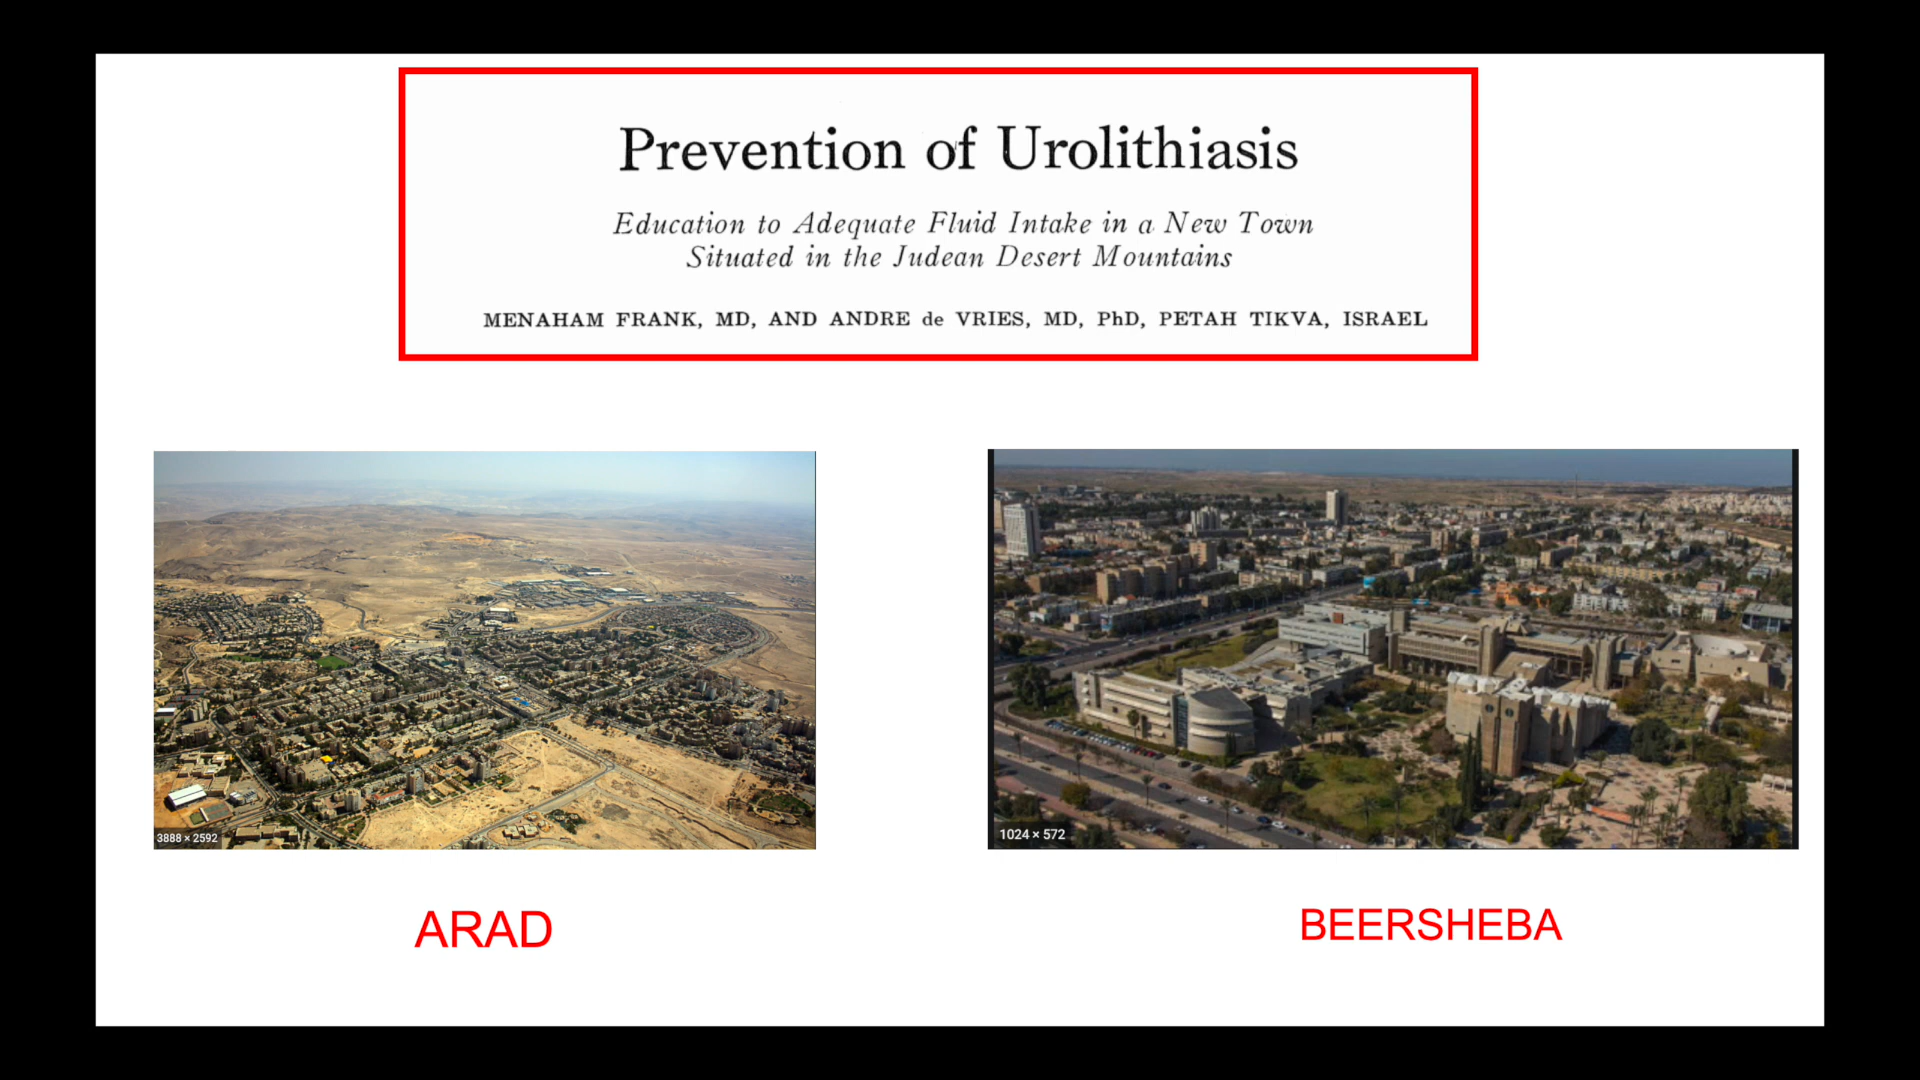 Prevention of Urolithiasis
Education to Adequate Fluid Intake in a New Town
Situated in the Judean Desert Mountains
MENAHAM FRANK, MD, AND ANDRE de VRIES, MD, PhD, PETAH TIKVA, ISRAEL
3888 × 2592
1024 × 572
ARAD
BEERSHEBA